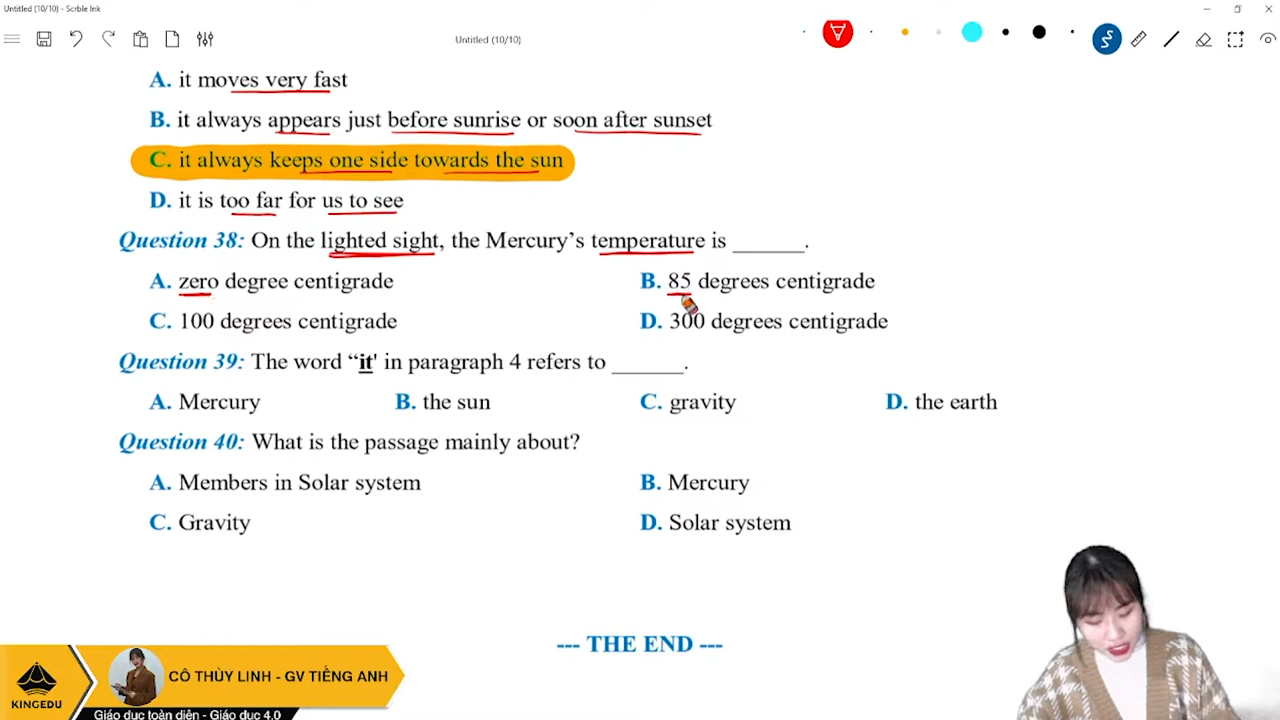 Untitled (10/10) - Scrble Ink
Untitled (10/10)
A. it moves very fast
B. it always appears just before sunrise or soon after sunset
C. it always keeps one side towards the sun
D. it is too far for us to see
Question 38: On the lighted sight, the Mercury’s temperature is ______.
A. zero degree centigrade B. 85 degrees centigrade
C. 100 degrees centigrade D. 300 degrees centigrade
Question 39: The word “it' in paragraph 4 refers to ______.
A. Mercury B. the sun C. gravity D. the earth
Question 40: What is the passage mainly about?
A. Members in Solar system B. Mercury
C. Gravity D. Solar system
--- THE END ---
CÔ THÙY LINH - GV TIẾNG ANH
KINGEDU
Giáo dục toàn diện - Giáo dục 4.0